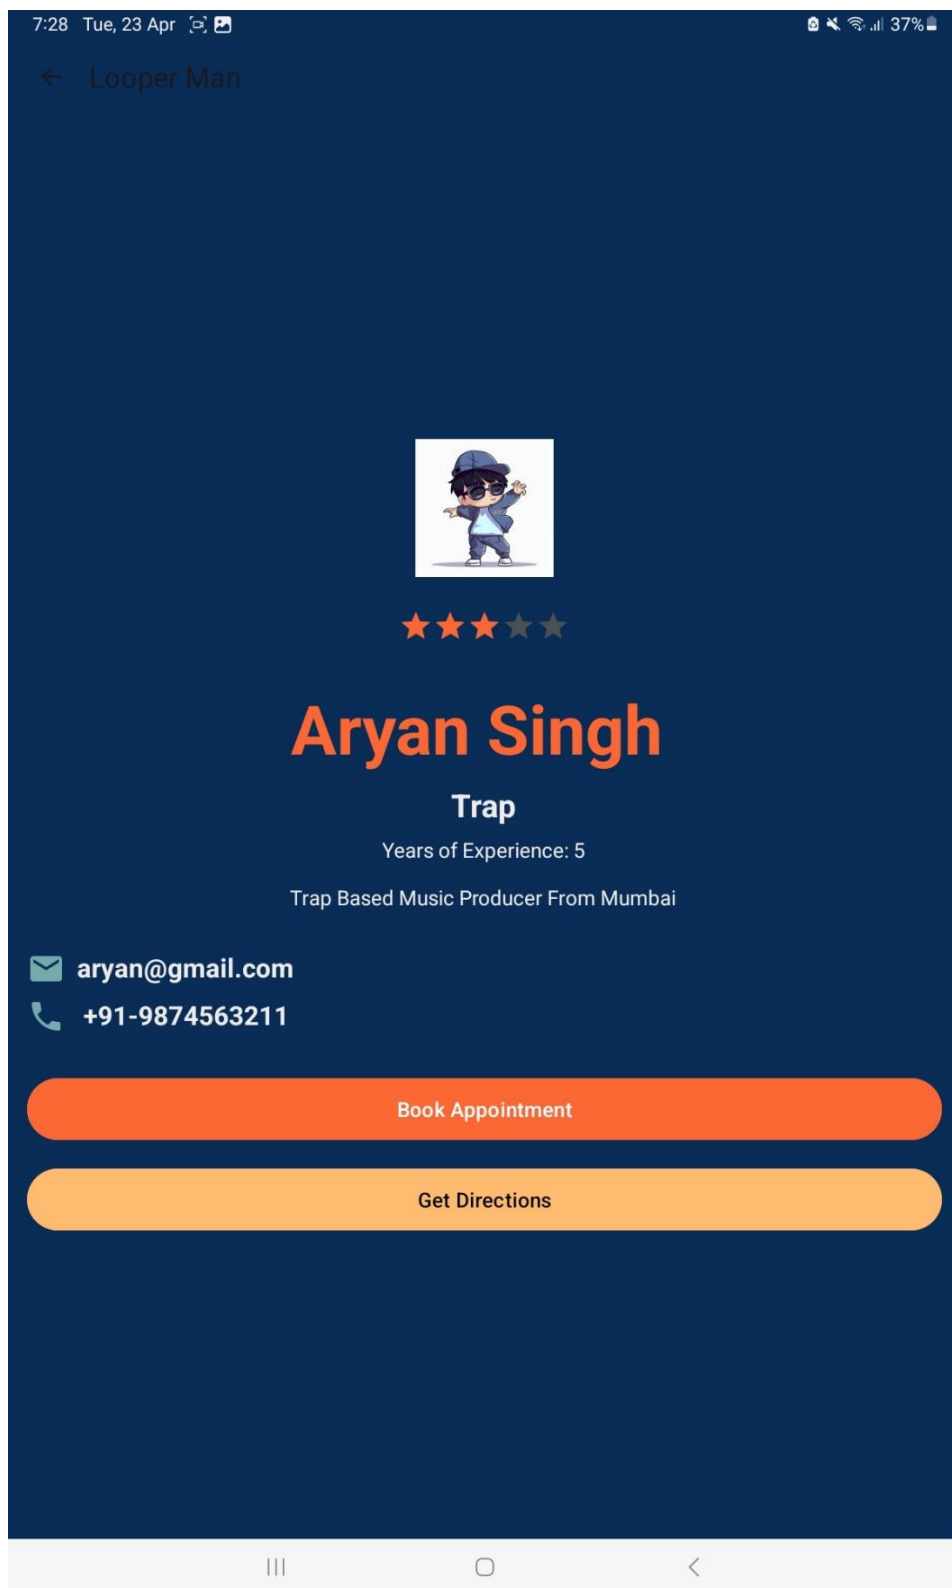 7:28 Tue, 23 Apr 37%
Looper Man
Aryan Singh
Trap
Years of Experience: 5
Trap Based Music Producer From Mumbai
aryan@gmail.com
+91-9874563211
Book Appointment
Get Directions